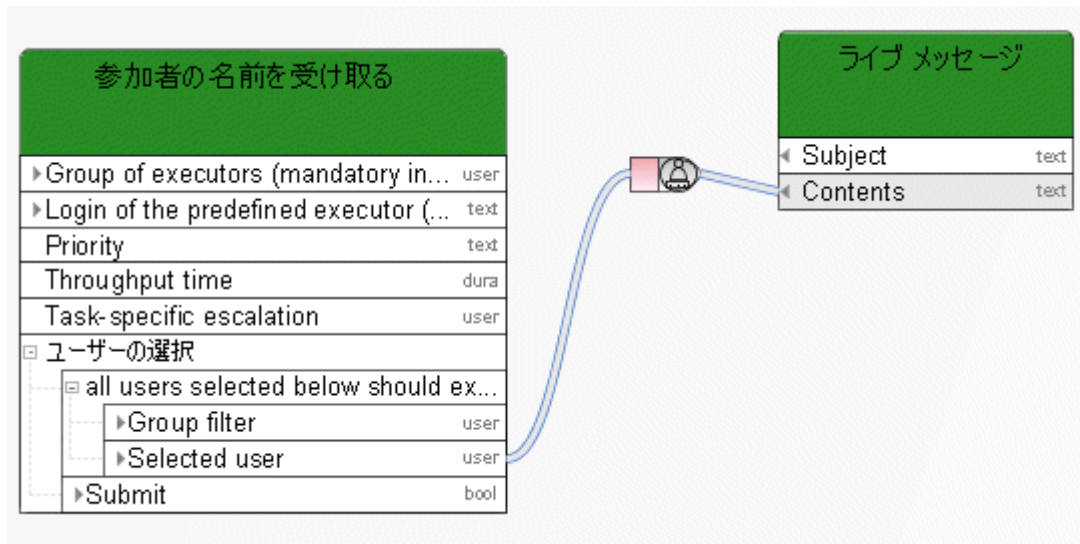 参加者の名前を受け取る
Group of executors (mandatory in... user
Login of the predefined executor (... text
Priority text
Throughput time dura
Task-specific escalation user
ユーザーの選択
all users selected below should ex...
Group filter user
Selected user user
Submit bool
ライブ メッセージ
Subject text
Contents text